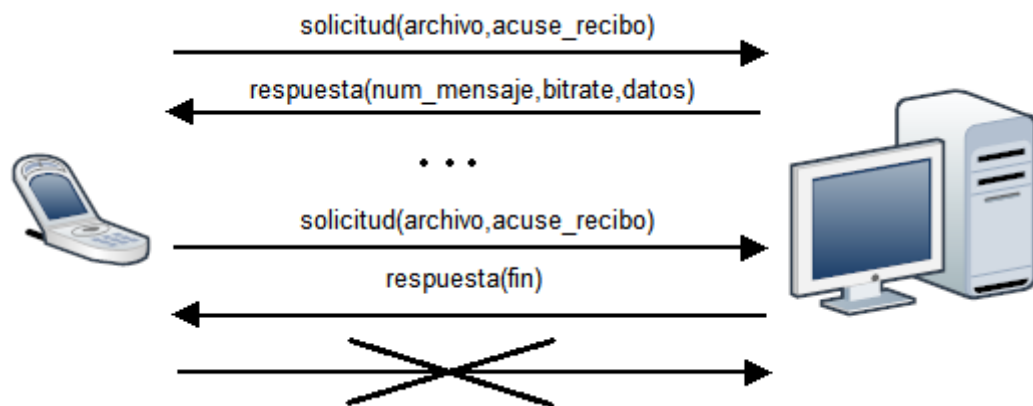 solicitud(archivo,acuse_recibo)
respuesta(num_mensaje,bitrate,datos)
...
solicitud(archivo,acuse_recibo)
respuesta(fin)